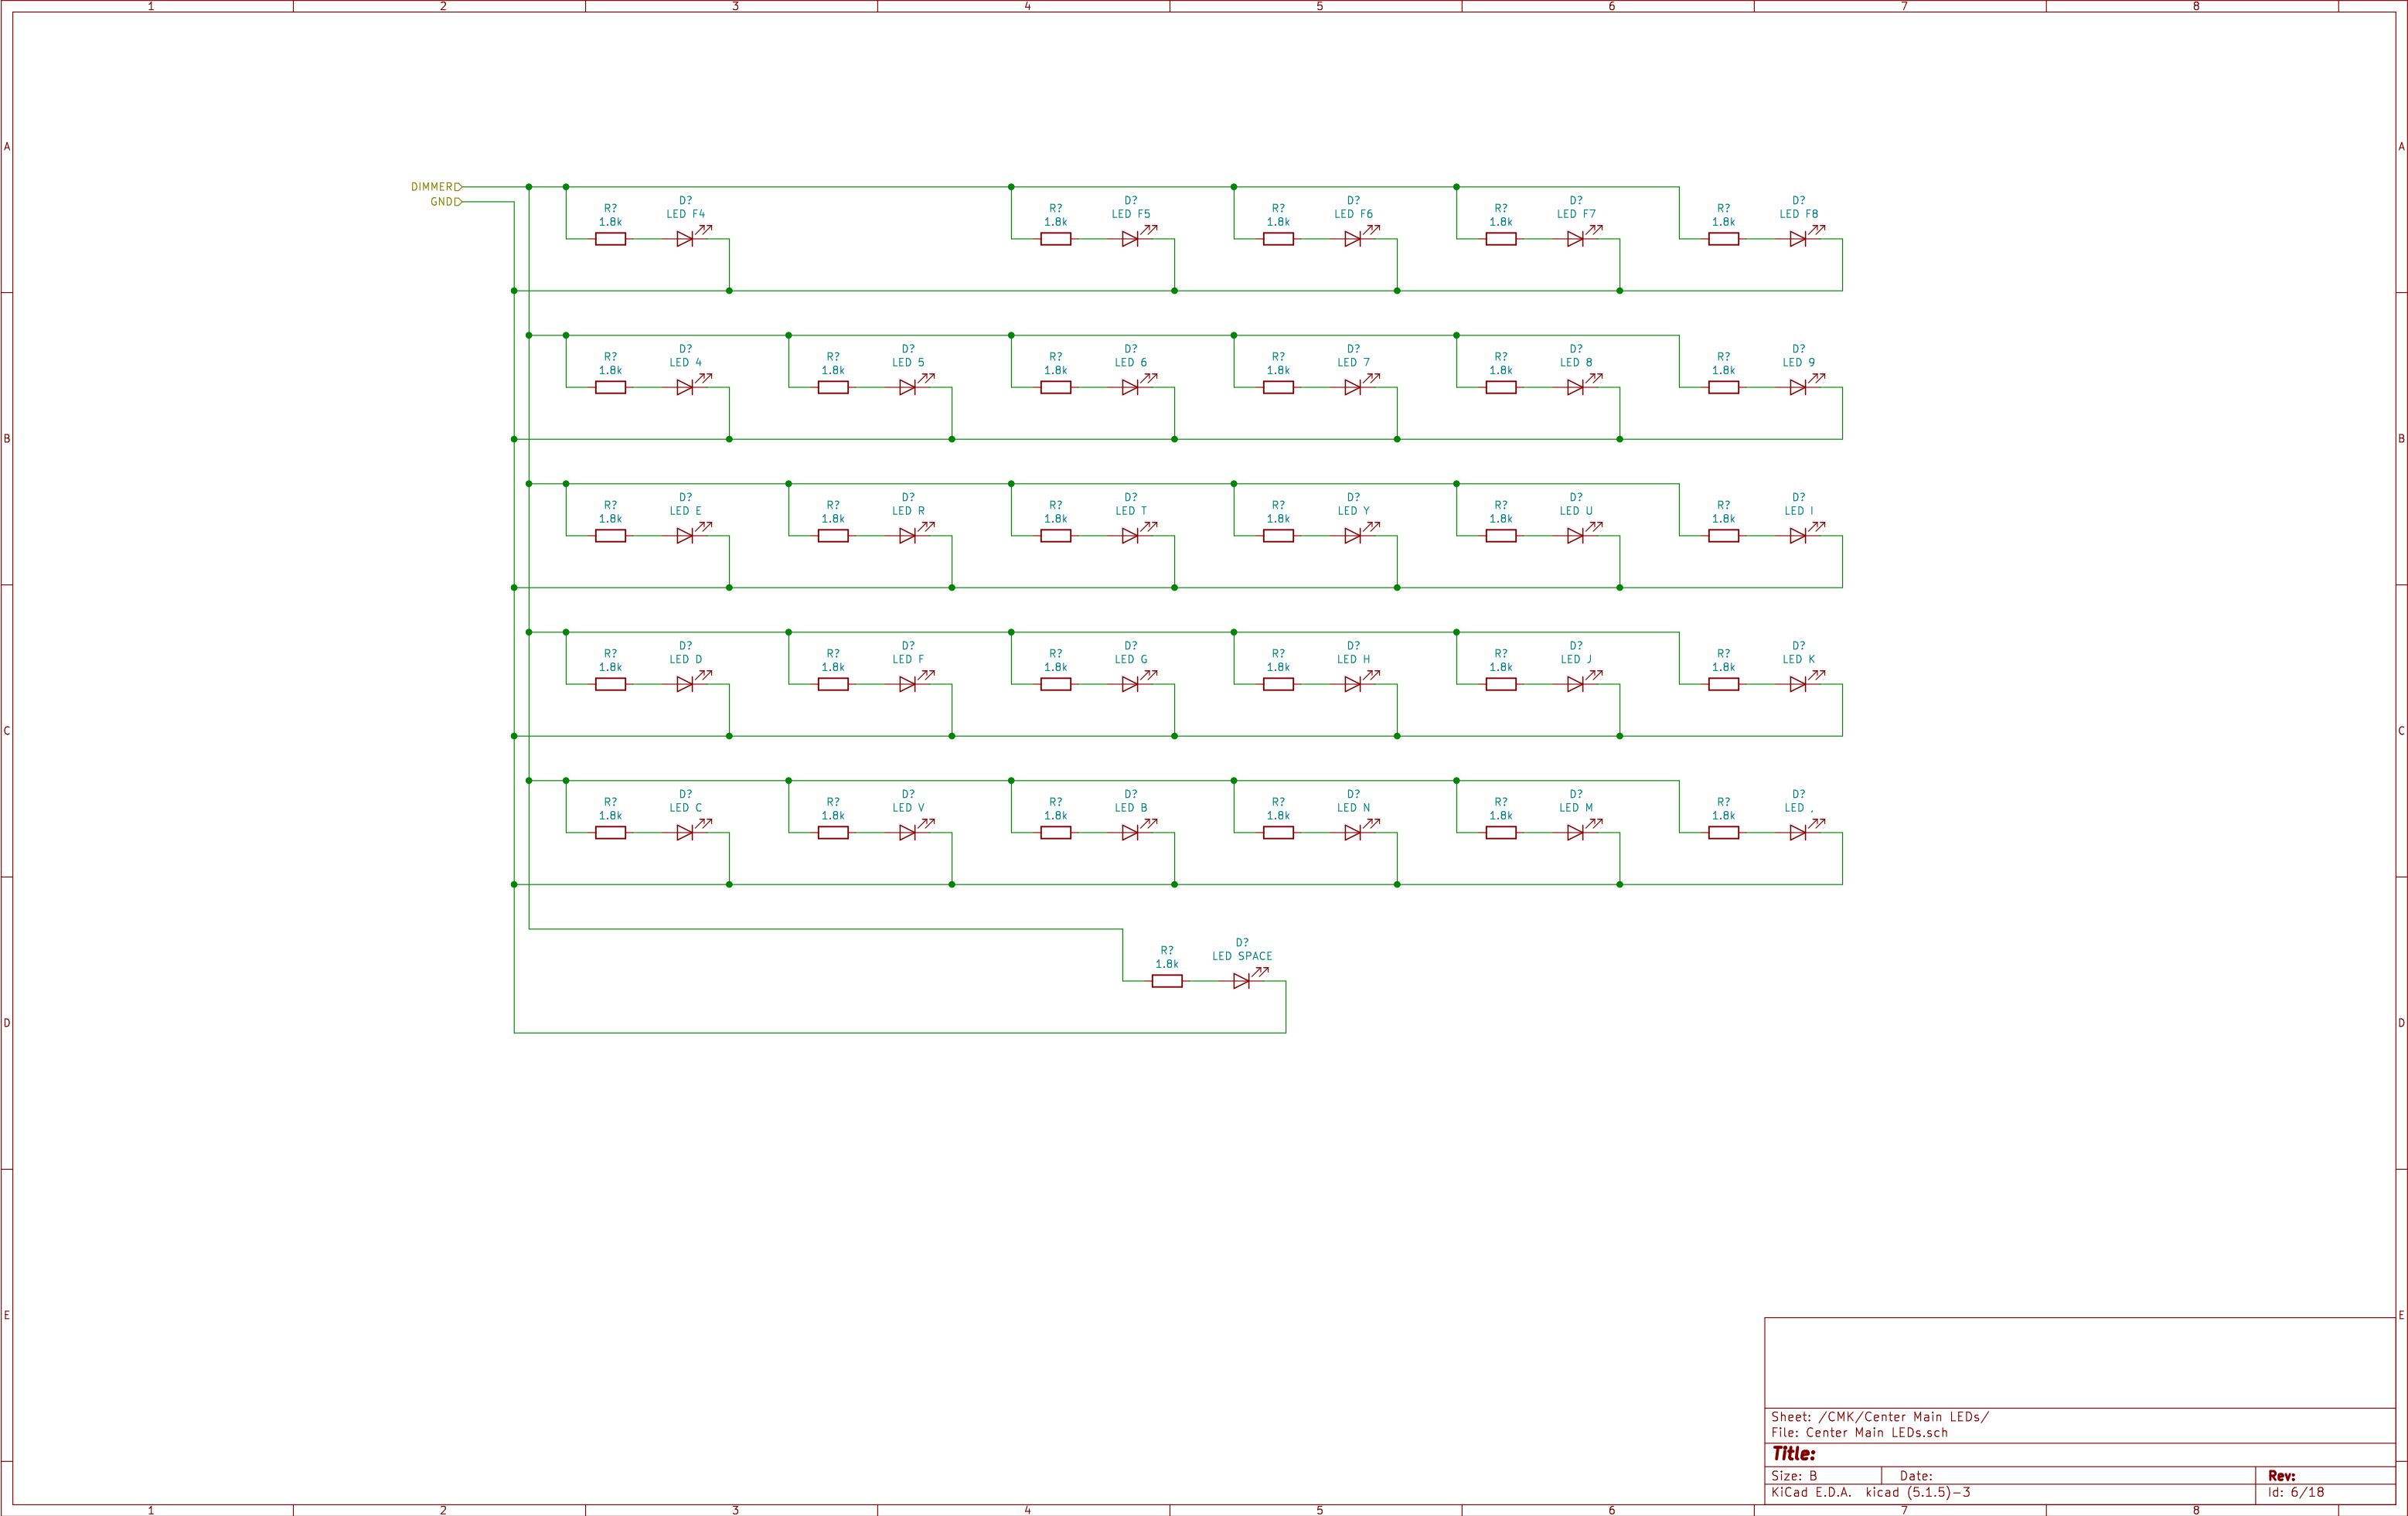 1 2 3 4 5 6 7 8
A A
DIMMER
GND
D? D? D? D? D?
R? LED F4 R? LED F5 R? LED F6 R? LED F7 R? LED F8
1.8k 1.8k 1.8k 1.8k 1.8k
D? D? D? D? D? D?
R? LED 4 R? LED 5 R? LED 6 R? LED 7 R? LED 8 R? LED 9
1.8k 1.8k 1.8k 1.8k 1.8k 1.8k
B B
D? D? D? D? D? D?
R? LED E R? LED R R? LED T R? LED Y R? LED U R? LED I
1.8k 1.8k 1.8k 1.8k 1.8k 1.8k
D? D? D? D? D? D?
R? LED D R? LED F R? LED G R? LED H R? LED J R? LED K
1.8k 1.8k 1.8k 1.8k 1.8k 1.8k
C C
D? D? D? D? D? D?
R? LED C R? LED V R? LED B R? LED N R? LED M R? LED ,
1.8k 1.8k 1.8k 1.8k 1.8k 1.8k
D?
R? LED SPACE
1.8k
D D
E E
Sheet: /CMK/Center Main LEDs/
File: Center Main LEDs.sch
Title:
Size: B Date: Rev:
KiCad E.D.A. kicad (5.1.5)-3 Id: 6/18
1 2 3 4 5 6 7 8